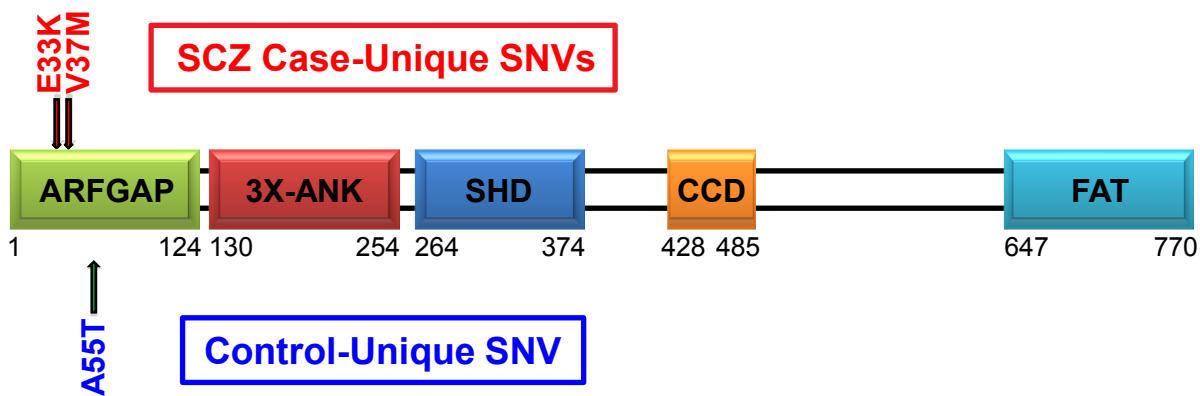 E33K
V37M
SCZ Case-Unique SNVs
ARFGAP 3X-ANK SHD CCD FAT
1 124 130 254 264 374 428 485 647 770
A55T
Control-Unique SNV